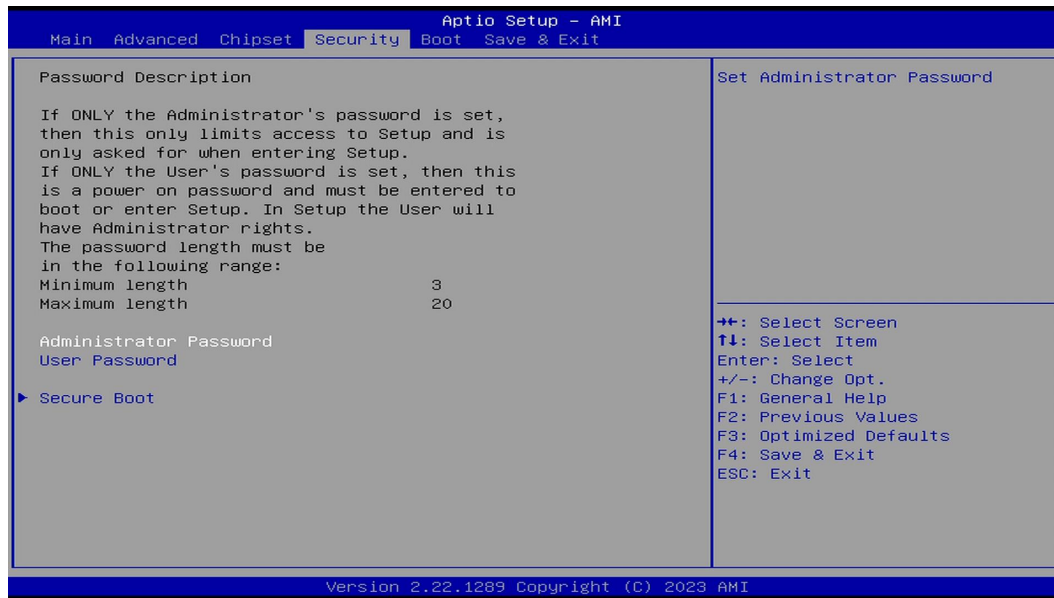 Aptio Setup – AMI
Main Advanced Chipset Security Boot Save & Exit
Password Description
If ONLY the Administrator's password is set,
then this only limits access to Setup and is
only asked for when entering Setup.
If ONLY the User's password is set, then this
is a power on password and must be entered to
boot or enter Setup. In Setup the User will
have Administrator rights.
The password length must be
in the following range:
Minimum length 3
Maximum length 20
Administrator Password
User Password
► Secure Boot
Set Administrator Password
→←: Select Screen
↑↓: Select Item
Enter: Select
+/-: Change Opt.
F1: General Help
F2: Previous Values
F3: Optimized Defaults
F4: Save & Exit
ESC: Exit
Version 2.22.1289 Copyright (C) 2023 AMI